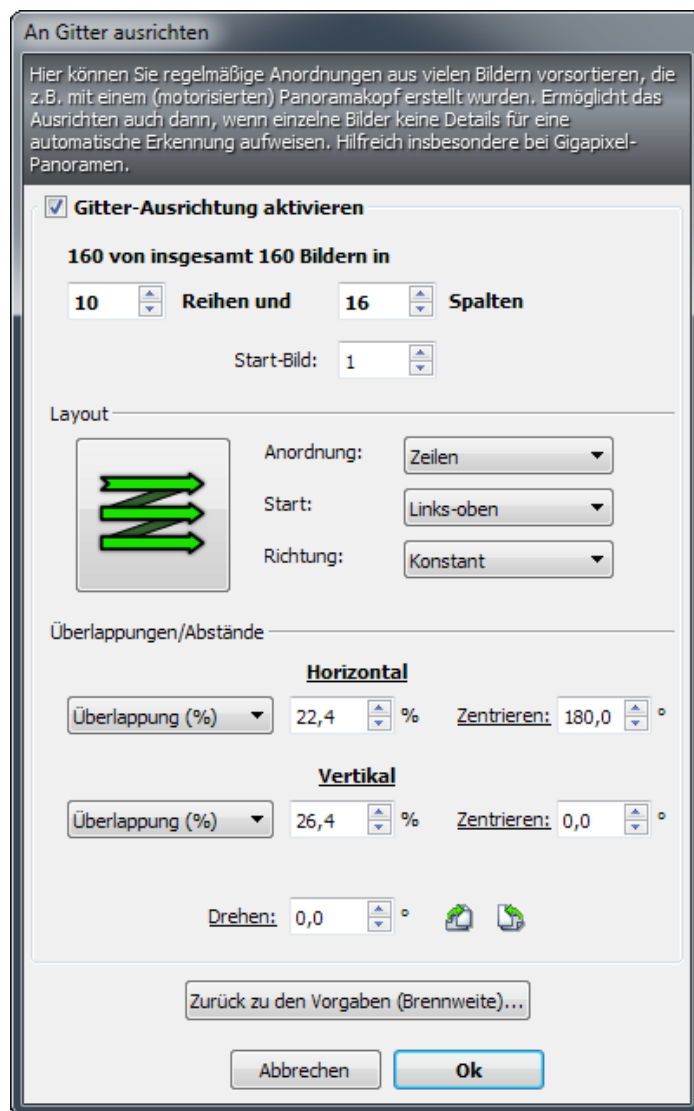 An Gitter ausrichten
Hier können Sie regelmäßige Anordnungen aus vielen Bildern vorsortieren, die
z.B. mit einem (motorisierten) Panoramakopf erstellt wurden. Ermöglicht das
Ausrichten auch dann, wenn einzelne Bilder keine Details für eine
automatische Erkennung aufweisen. Hilfreich insbesondere bei Gigapixel-
Panoramen.
Gitter-Ausrichtung aktivieren
160 von insgesamt 160 Bildern in
10 Reihen und 16 Spalten
Start-Bild: 1
Layout
Anordnung: Zeilen
Start: Links-oben
Richtung: Konstant
Überlappungen/Abstände
Horizontal
Überlappung (%) 22,4 % Zentrieren: 180,0 °
Vertikal
Überlappung (%) 26,4 % Zentrieren: 0,0 °
Drehen: 0,0 °
Zurück zu den Vorgaben (Brennweite)...
Abbrechen Ok